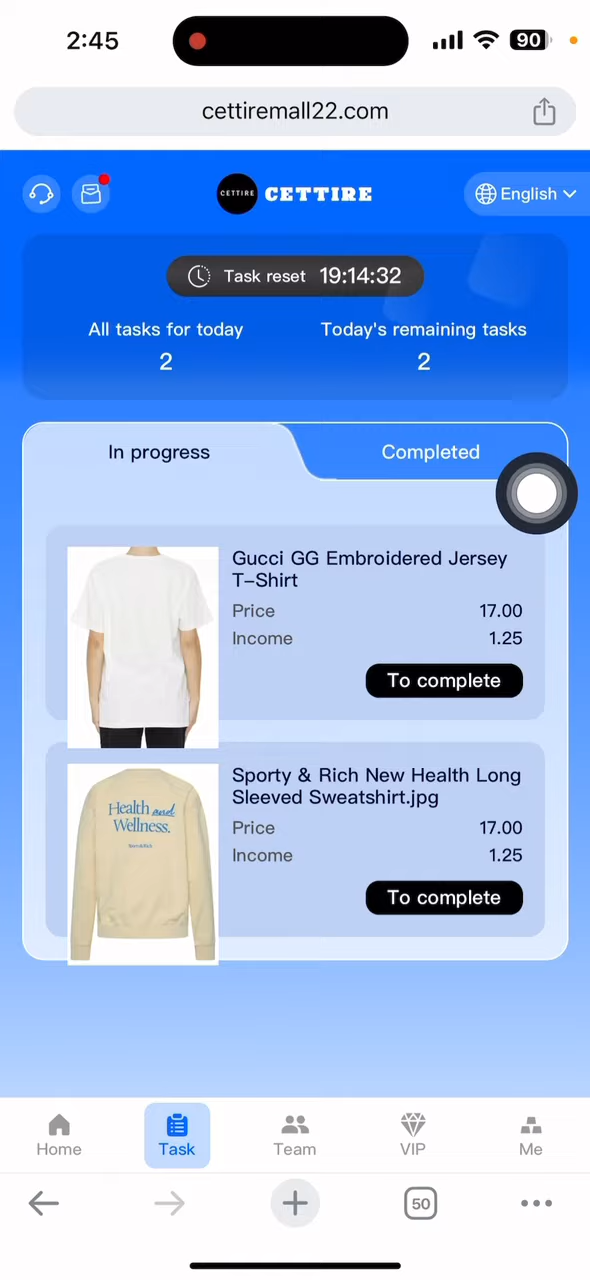 2:45
90
cettiremall22.com
CETTIRE
CETTIRE
English
Task reset 19:14:32
All tasks for today
Today's remaining tasks
2
2
In progress
Completed
Gucci GG Embroidered Jersey
T-Shirt
Price 17.00
Income 1.25
To complete
Health and
Wellness.
Sporty & Rich New Health Long
Sleeved Sweatshirt.jpg
Price 17.00
Income 1.25
To complete
Home
Task
Team
VIP
Me
50